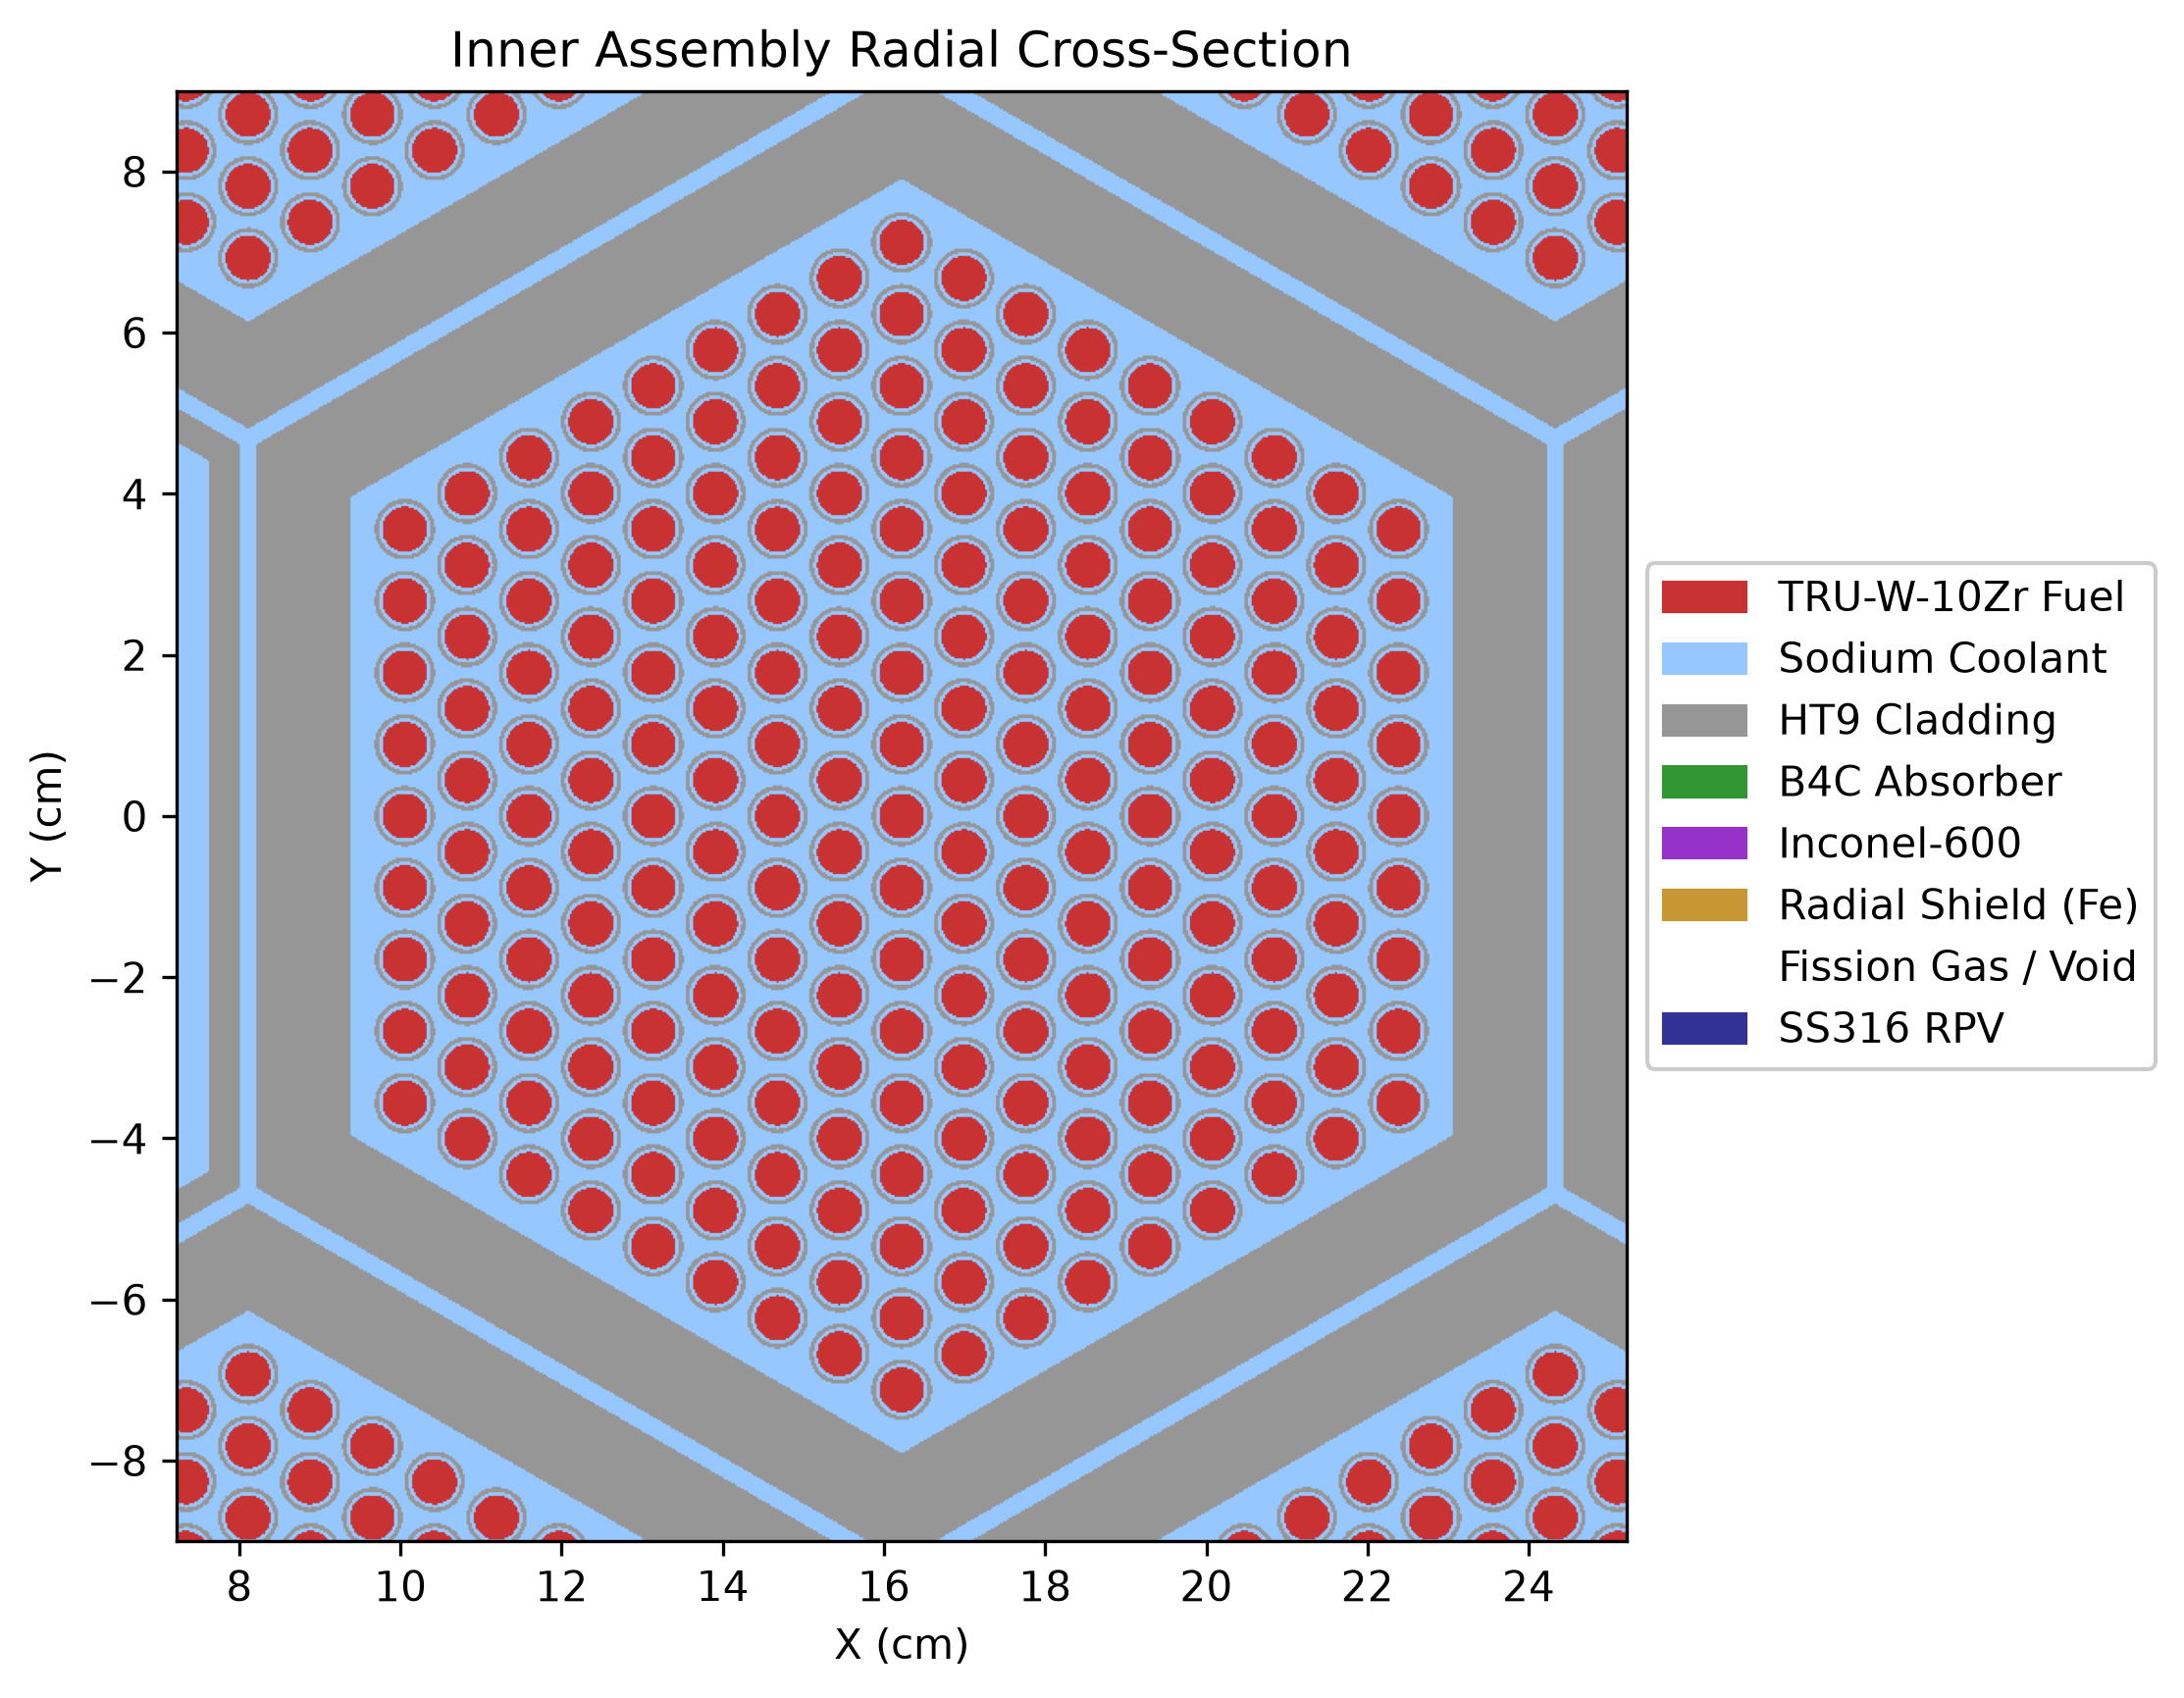 Inner Assembly Radial Cross-Section
8
6
4
2
0
−2
−4
−6
−8
Y (cm)
8 10 12 14 16 18 20 22 24
X (cm)
TRU-W-10Zr Fuel
Sodium Coolant
HT9 Cladding
B4C Absorber
Inconel-600
Radial Shield (Fe)
Fission Gas / Void
SS316 RPV